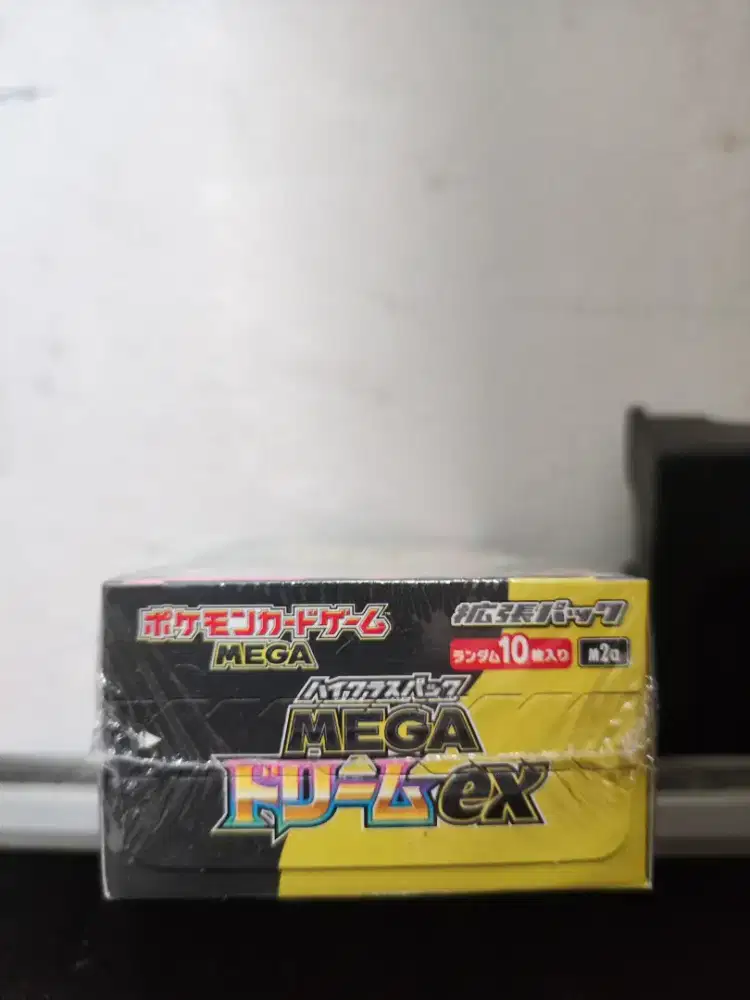 ポケモンカードゲーム
MEGA
拡張パック
ランダム10枚入り M2a
ハイクラスパック
MEGA
ドリームex